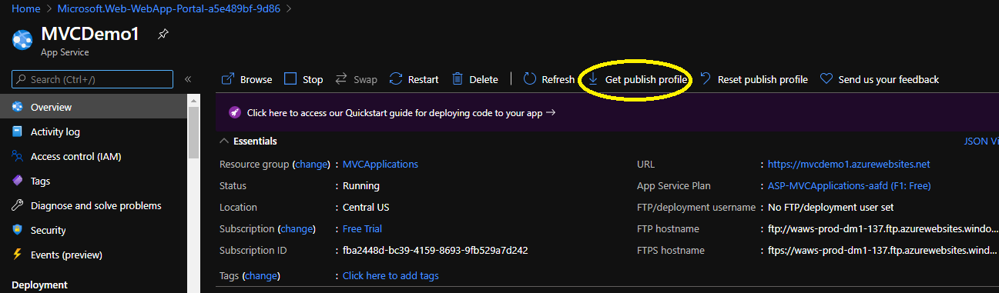 Home > Microsoft.Web-WebApp-Portal-a5e489bf-9d86 >
MVCDemo1
App Service
Search (Ctrl+/) «
Browse Stop Swap Restart Delete Refresh Get publish profile Reset publish profile Send us your feedback
Overview
Activity log
Access control (IAM)
Tags
Diagnose and solve problems
Security
Events (preview)
Deployment
Click here to access our Quickstart guide for deploying code to your app →
Essentials
JSON Vi
Resource group (change) : MVCApplications
Status : Running
Location : Central US
Subscription (change) : Free Trial
Subscription ID : fba2448d-bc39-4159-8693-9fb529a7d242
Tags (change) : Click here to add tags
URL : https://mvcdemo1.azurewebsites.net
App Service Plan : ASP-MVCApplications-aafd (F1: Free)
FTP/deployment username : No FTP/deployment user set
FTP hostname : ftp://waws-prod-dm1-137.ftp.azurewebsites.windo...
FTPS hostname : ftps://waws-prod-dm1-137.ftp.azurewebsites.wind...